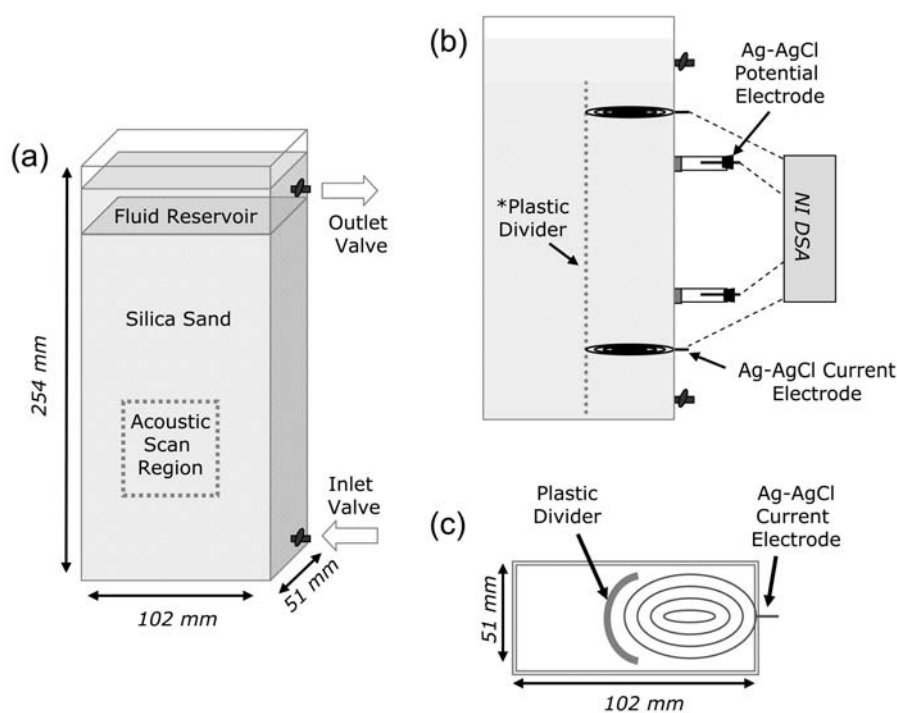 (a)
Fluid Reservoir
Outlet
Valve
Silica Sand
254 mm
Acoustic
Scan
Region
Inlet
Valve
51 mm
102 mm
(b)
Ag-AgCl
Potential
Electrode
*Plastic
Divider
NI DSA
Ag-AgCl Current
Electrode
(c)
Plastic
Divider
Ag-AgCl
Current
Electrode
51 mm
102 mm